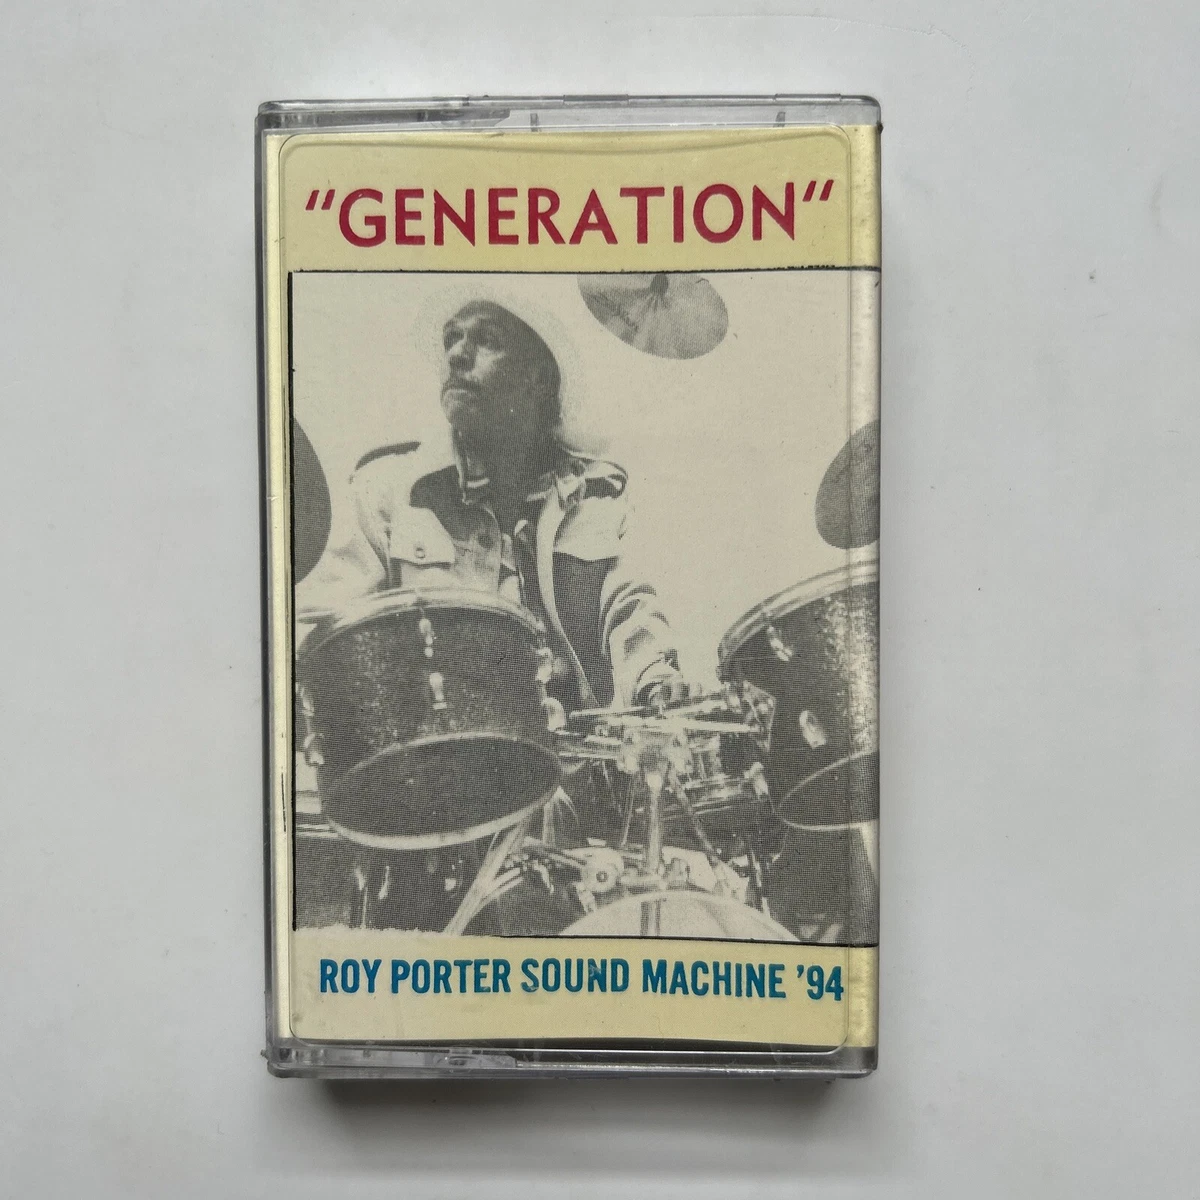 “GENERATION“
ROY PORTER SOUND MACHINE ’94